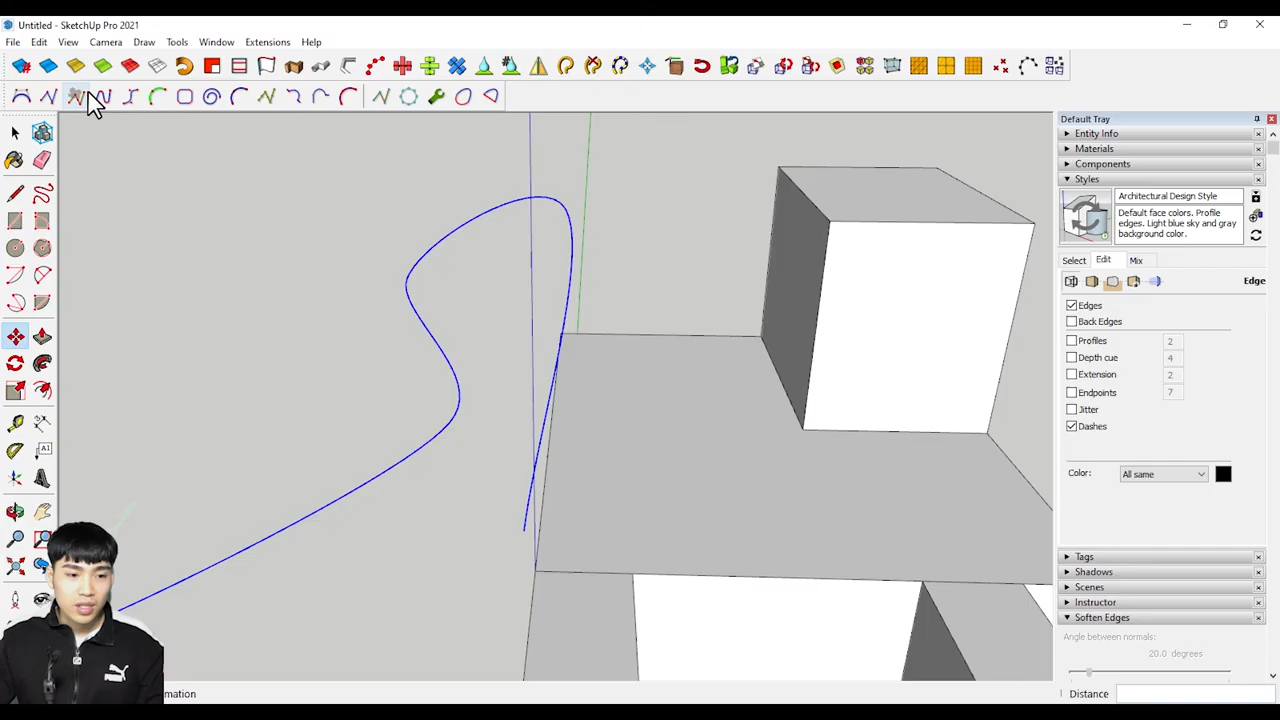 Untitled - SketchUp Pro 2021
File Edit View Camera Draw Tools Window Extensions Help
Default Tray
Entity Info
Materials
Components
Styles
Architectural Design Style
Default face colors. Profile
edges. Light blue sky and gray
background color.
Select Edit Mix
Edge
Edges
Back Edges
Profiles 2
Depth cue 4
Extension 2
Endpoints 7
Jitter
Dashes
Color: All same
Tags
Shadows
Scenes
Instructor
Soften Edges
Angle between normals:
20.0 degrees
A1
mation
Distance